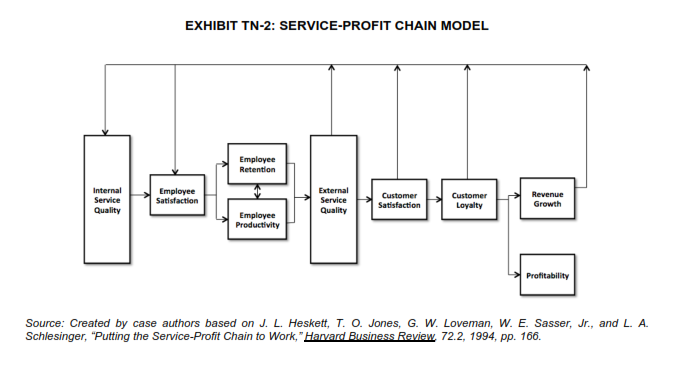 EXHIBIT TN-2: SERVICE-PROFIT CHAIN MODEL
Internal
Service
Quality
Employee
Satisfaction
Employee
Retention
Employee
Productivity
External
Service
Quality
Customer
Satisfaction
Customer
Loyalty
Revenue
Growth
Profitability
Source: Created by case authors based on J. L. Heskett, T. O. Jones, G. W. Loveman, W. E. Sasser, Jr., and L. A.
Schlesinger, “Putting the Service-Profit Chain to Work,” Harvard Business Review, 72.2, 1994, pp. 166.